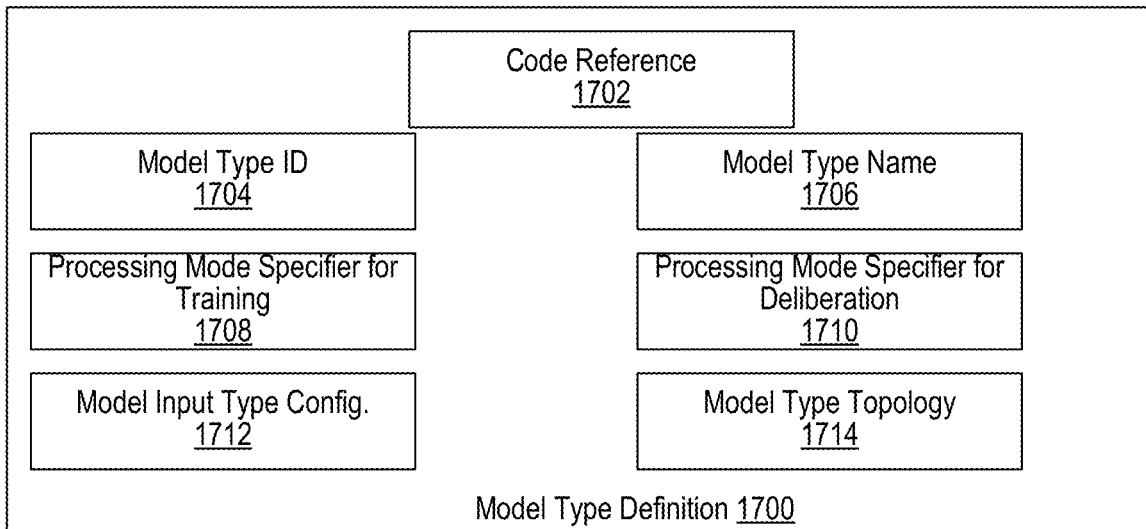 Code Reference
1702
Model Type ID
1704
Model Type Name
1706
Processing Mode Specifier for
Training
1708
Processing Mode Specifier for
Deliberation
1710
Model Input Type Config.
1712
Model Type Topology
1714
Model Type Definition 1700